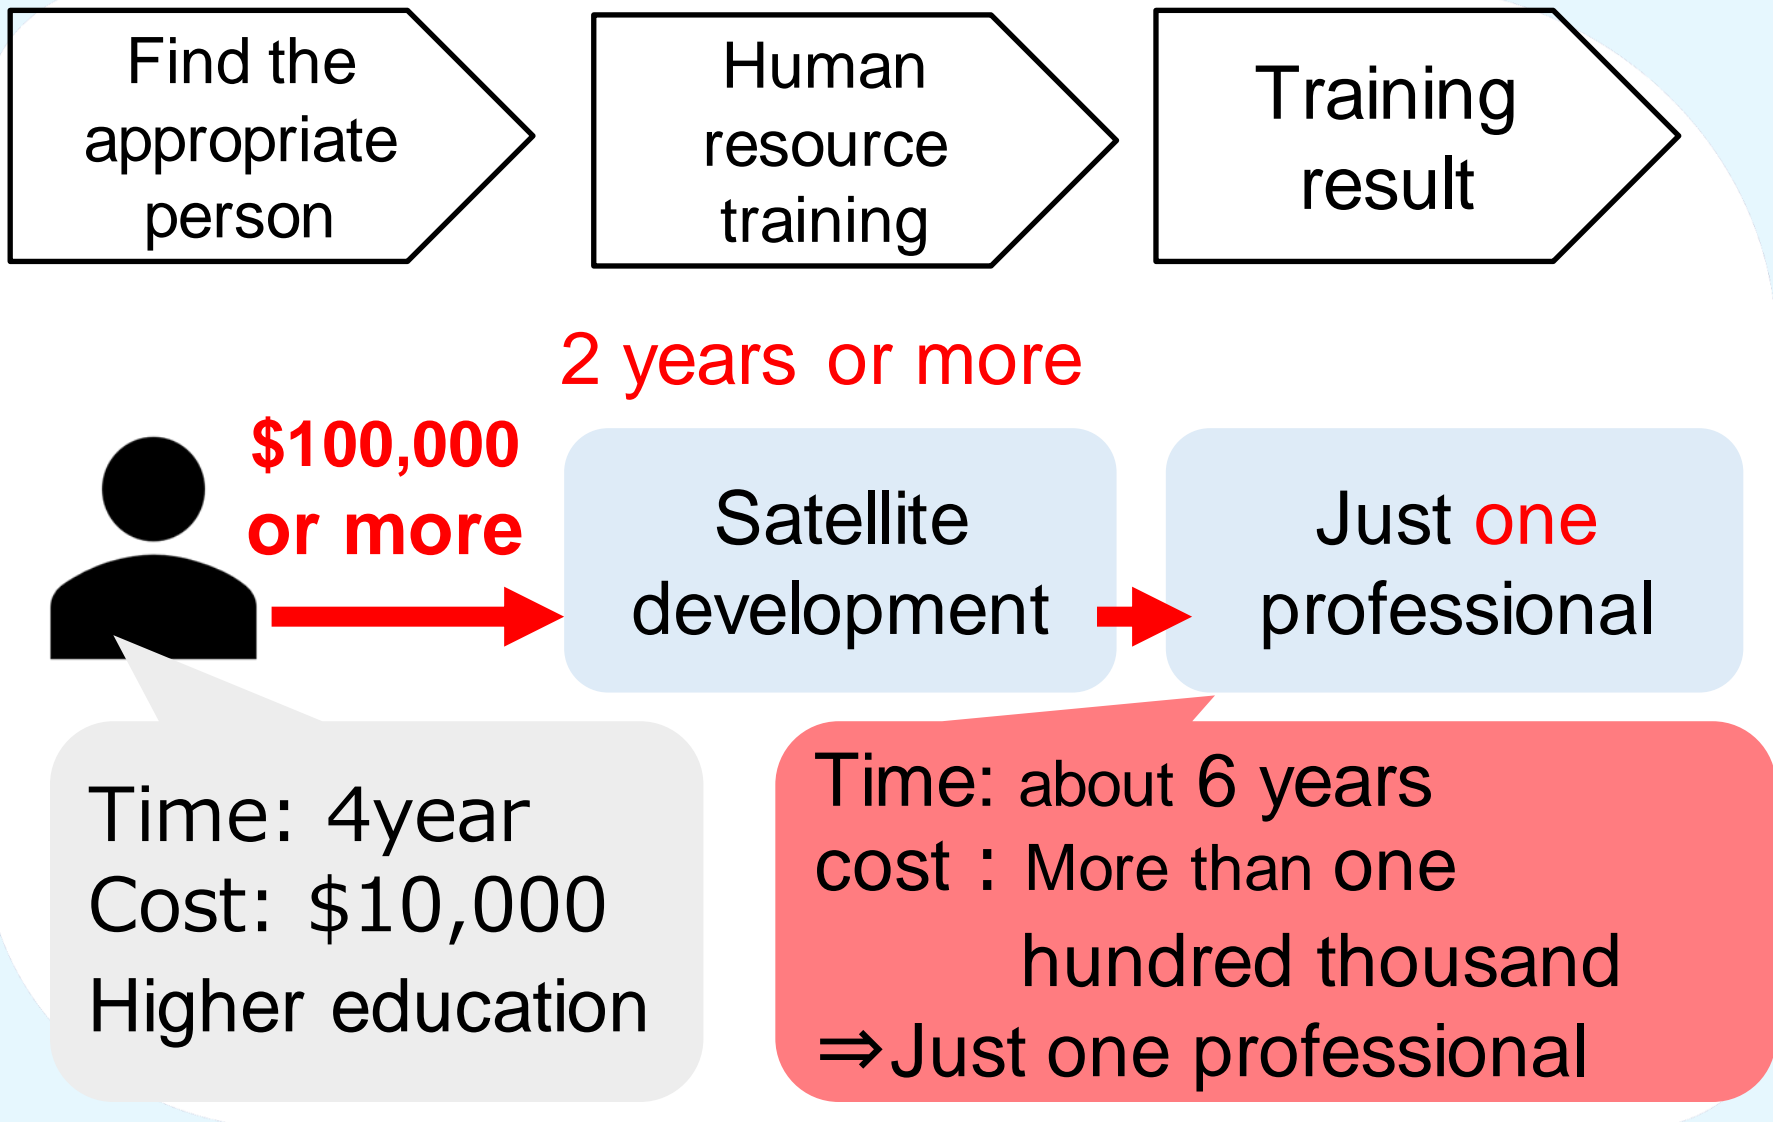 Find the
appropriate
person
Human
resource
training
Training
result
2 years or more
$100,000
or more
Satellite
development
Just one
professional
Time: 4year
Cost: $10,000
Higher education
Time: about 6 years
cost：More than one
hundred thousand
⇒Just one professional